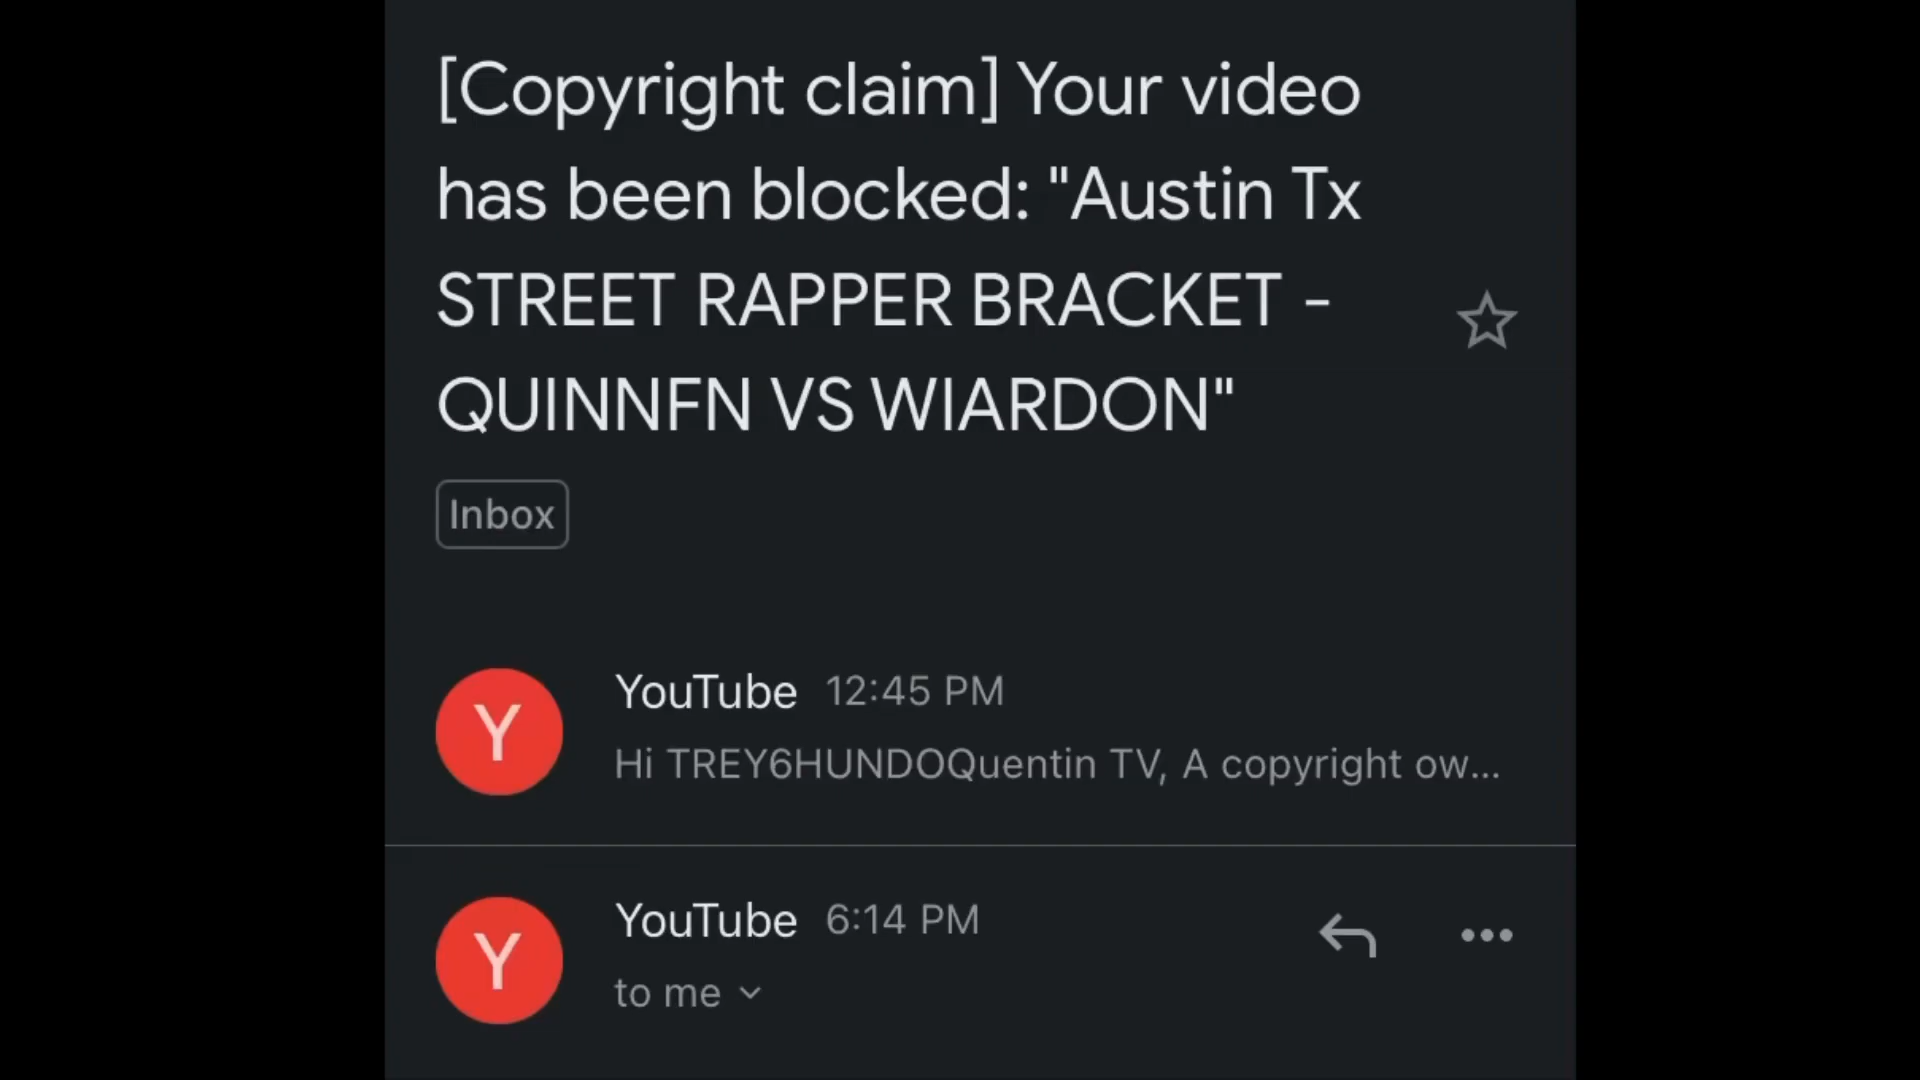 [Copyright claim] Your video
has been blocked: "Austin Tx
STREET RAPPER BRACKET -
QUINNFN VS WIARDON"
Inbox
Y
YouTube 12:45 PM
Hi TREY6HUNDOQuentin TV, A copyright ow...
Y
YouTube 6:14 PM
to me